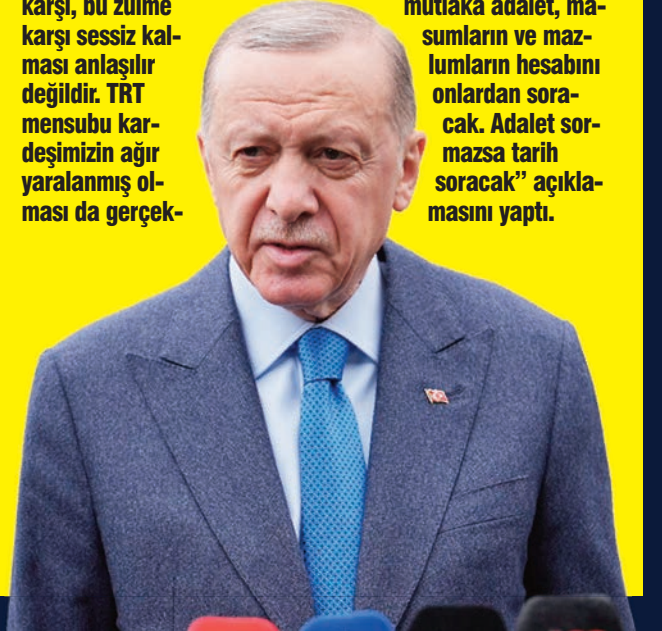 karşı, bu zulme
karşı sessiz kal-
ması anlaşılır
değildir. TRT
mensubu kar-
deşimizin ağır
yaralanmış ol-
ması da gerçek-
mutlaka adalet, ma-
sumların ve maz-
lumların hesabını
onlardan sora-
cak. Adalet sor-
mazsa tarih
soracak” açıkla-
masını yaptı.